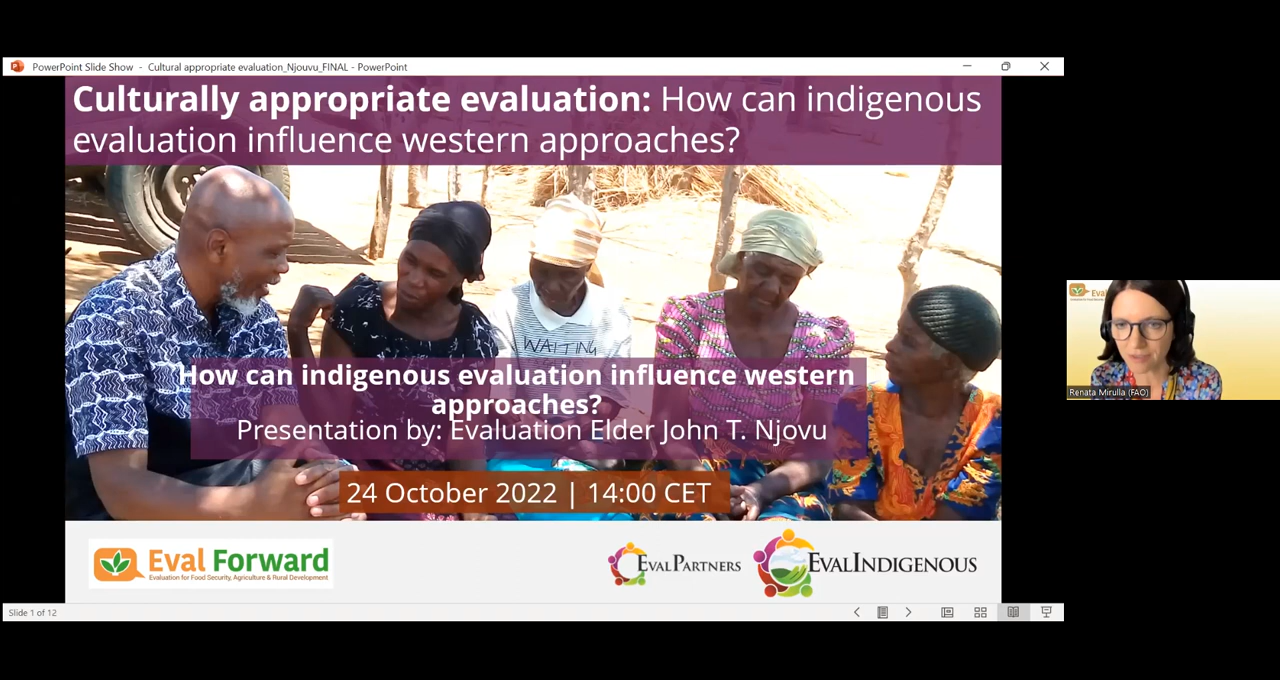 PowerPoint Slide Show - Cultural appropriate evaluation_Njouvu_FINAL - PowerPoint
Culturally appropriate evaluation: How can indigenous
evaluation influence western approaches?
WAITING
How can indigenous evaluation influence western
approaches?
Presentation by: Evaluation Elder John T. Njovu
24 October 2022 | 14:00 CET
Eval Forward
Evaluation for Food Security, Agriculture & Rural Development
EVALPARTNERS
EVALINDIGENOUS
Slide 1 of 12
Eva
Renata Mirulla (FAO)